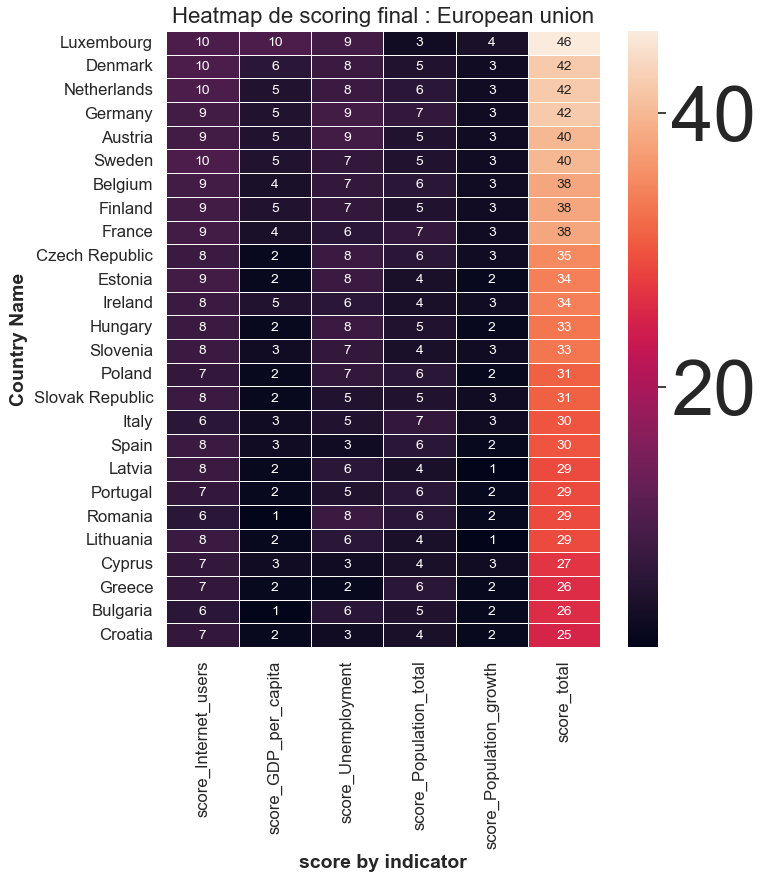 Heatmap de scoring final : European union
Country Name
Luxembourg 10 10 9 3 4 46
Denmark 10 6 8 5 3 42
Netherlands 10 5 8 6 3 42
Germany 9 5 9 7 3 42
Austria 9 5 9 5 3 40
Sweden 10 5 7 5 3 40
Belgium 9 4 7 6 3 38
Finland 9 5 7 5 3 38
France 9 4 6 7 3 38
Czech Republic 8 2 8 6 3 35
Estonia 9 2 8 4 2 34
Ireland 8 5 6 4 3 34
Hungary 8 2 8 5 2 33
Slovenia 8 3 7 4 3 33
Poland 7 2 7 6 2 31
Slovak Republic 8 2 5 5 3 31
Italy 6 3 5 7 3 30
Spain 8 3 3 6 2 30
Latvia 8 2 6 4 1 29
Portugal 7 2 5 6 2 29
Romania 6 1 8 6 2 29
Lithuania 8 2 6 4 1 29
Cyprus 7 3 3 4 3 27
Greece 7 2 2 6 2 26
Bulgaria 6 1 6 5 2 26
Croatia 7 2 3 4 2 25
score_Internet_users
score_GDP_per_capita
score_Unemployment
score_Population_total
score_Population_growth
score_total
score by indicator
40
20